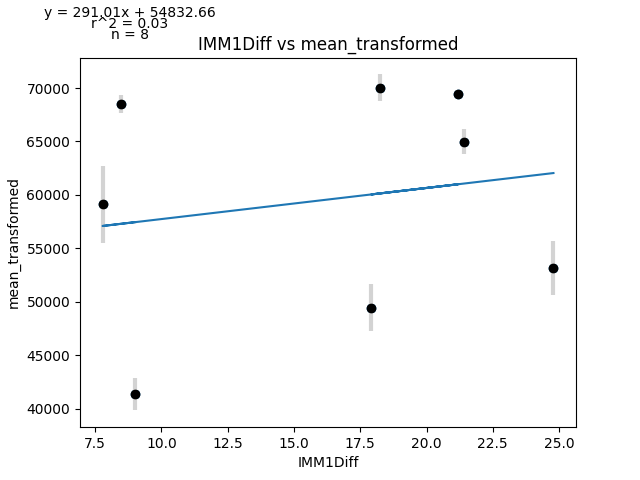 y = 291.01x + 54832.66
r^2 = 0.03
n = 8
IMM1Diff vs mean_transformed
70000
65000
60000
55000
50000
45000
40000
mean_transformed
7.5 10.0 12.5 15.0 17.5 20.0 22.5 25.0
IMM1Diff